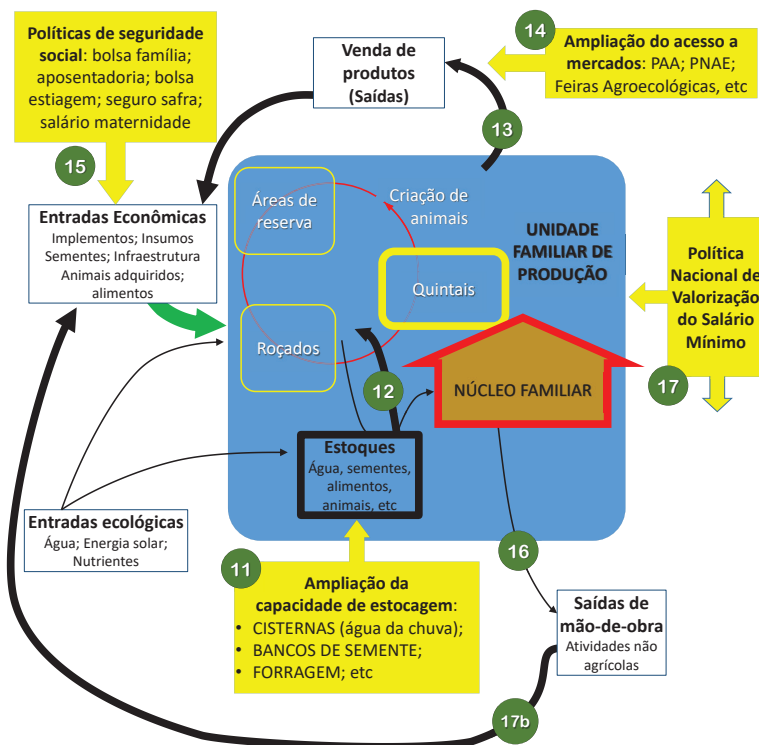 Políticas de seguridade
social: bolsa família;
aposentadoria; bolsa
estiagem; seguro safra;
salário maternidade
15
Venda de
produtos
(Saídas)
14
Ampliação do acesso a
mercados: PAA; PNAE;
Feiras Agroecológicas, etc
13
Entradas Econômicas
Implementos; Insumos
Sementes; Infraestrutura
Animais adquiridos;
alimentos
Áreas de
reserva
Criação de
animais
UNIDADE
FAMILIAR DE
PRODUÇÃO
Quintais
Roçados
Política
Nacional de
Valorização
do Salário
Mínimo
17
12
NÚCLEO FAMILIAR
Estoques
Água, sementes,
alimentos,
animais, etc
Entradas ecológicas
Água; Energia solar;
Nutrientes
11
Ampliação da
capacidade de estocagem:
• CISTERNAS (água da chuva);
• BANCOS DE SEMENTE;
• FORRAGEM; etc
16
Saídas de
mão-de-obra
Atividades não
agrícolas
17b